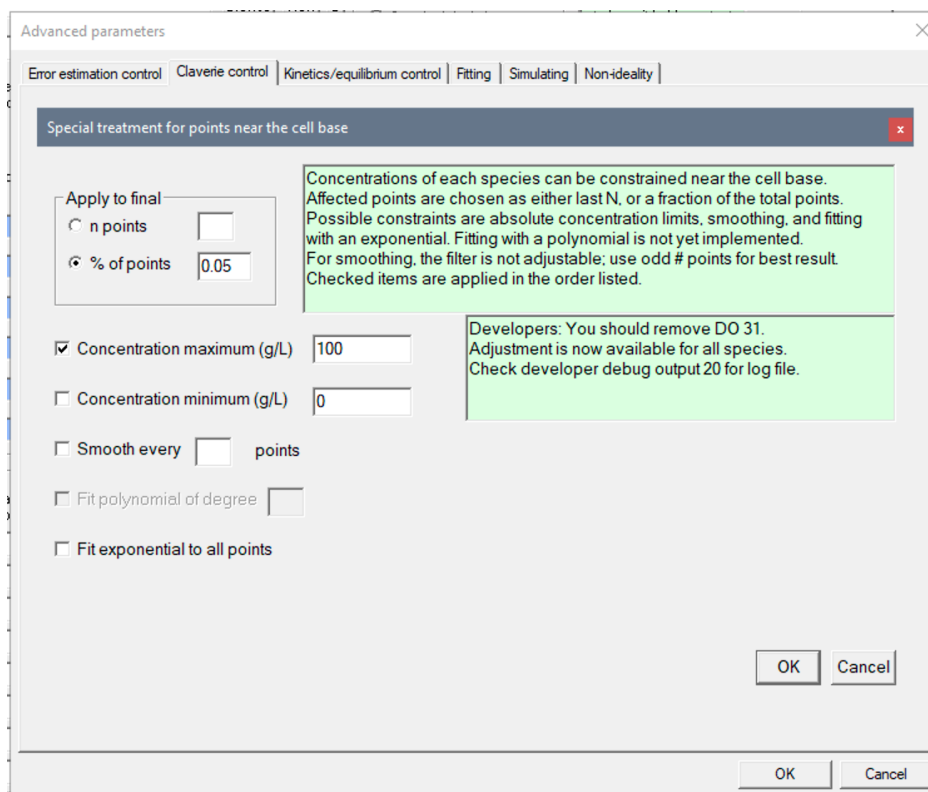 Advanced parameters
Error estimation control
Claverie control
Kinetics/equilibrium control
Fitting
Simulating
Non-ideality
Special treatment for points near the cell base
x
Apply to final
n points
% of points
0.05
Concentrations of each species can be constrained near the cell base.
Affected points are chosen as either last N, or a fraction of the total points.
Possible constraints are absolute concentration limits, smoothing, and fitting
with an exponential. Fitting with a polynomial is not yet implemented.
For smoothing, the filter is not adjustable; use odd # points for best result.
Checked items are applied in the order listed.
Concentration maximum (g/L)
100
Concentration minimum (g/L)
0
Developers: You should remove DO 31.
Adjustment is now available for all species.
Check developer debug output 20 for log file.
Smooth every
points
Fit polynomial of degree
Fit exponential to all points
OK
Cancel
OK
Cancel